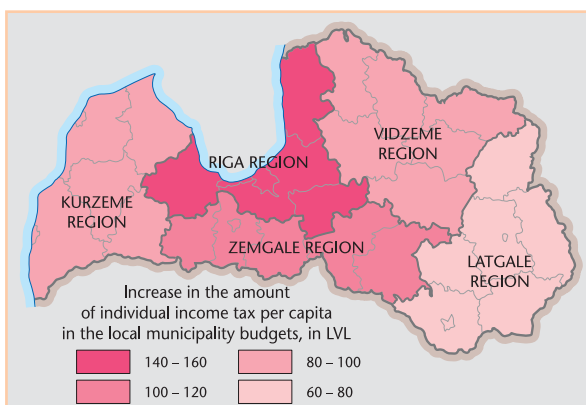 RIGA REGION
VIDZEME
REGION
KURZEME
REGION
ZEMGALE REGION
LATGALE
REGION
Increase in the amount
of individual income tax per capita
in the local municipality budgets, in LVL
140 – 160
80 – 100
100 – 120
60 – 80